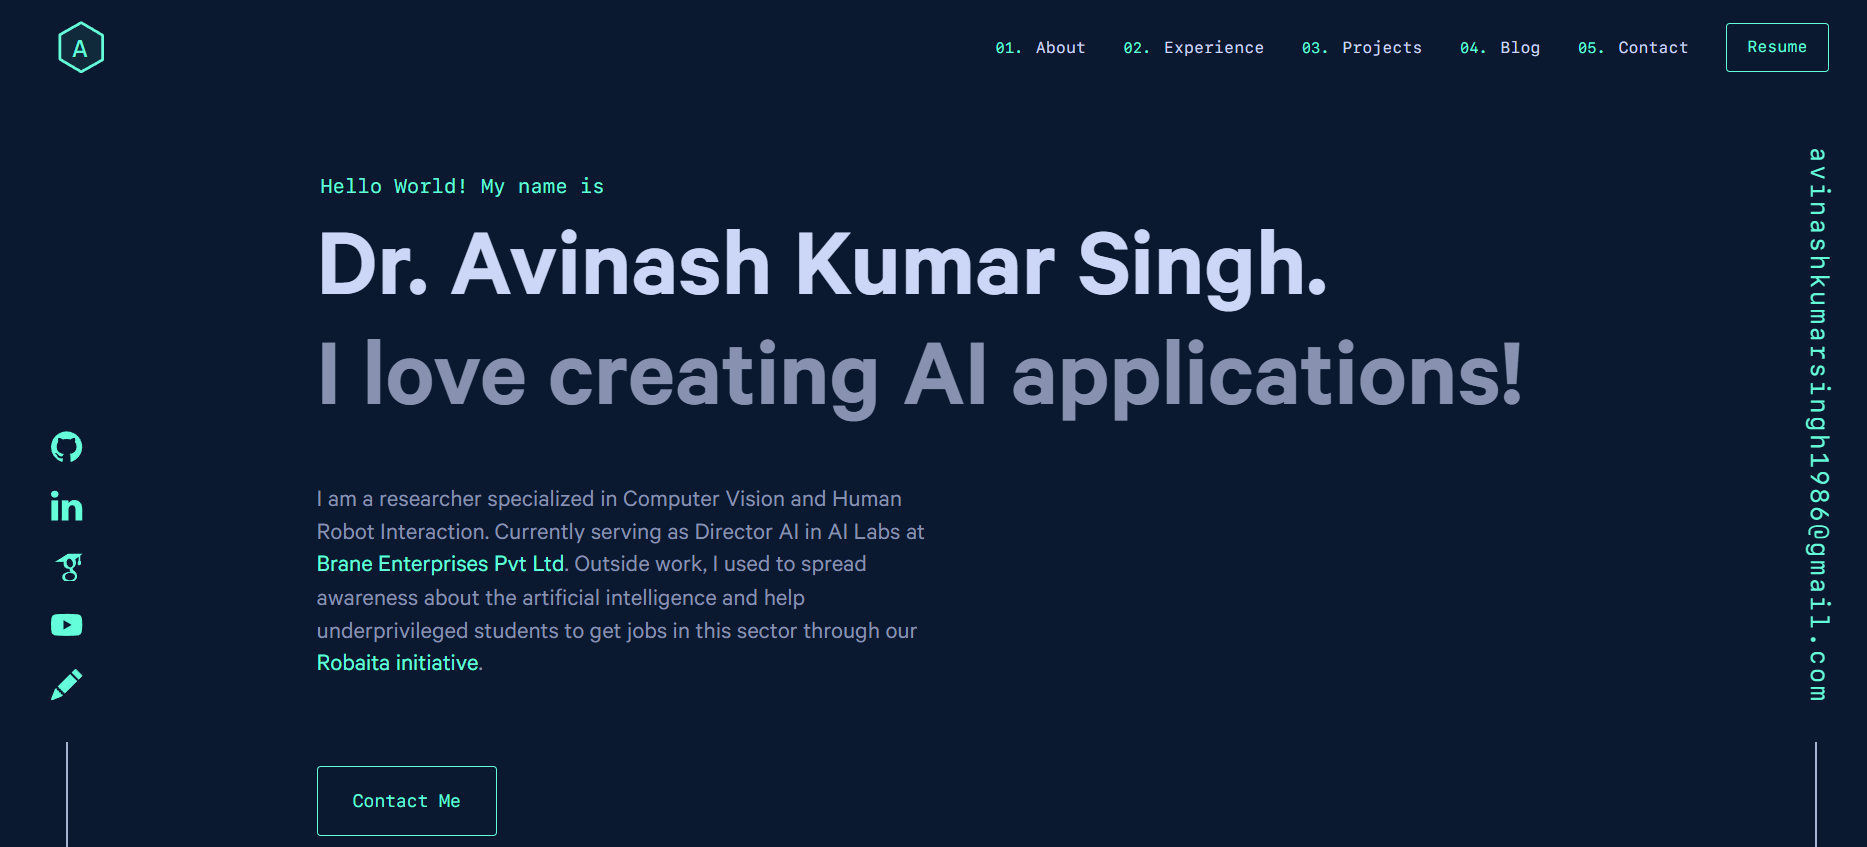 A
01. About 02. Experience 03. Projects 04. Blog 05. Contact Resume
Hello World! My name is
Dr. Avinash Kumar Singh.
I love creating AI applications!
I am a researcher specialized in Computer Vision and Human
Robot Interaction. Currently serving as Director AI in AI Labs at
Brane Enterprises Pvt Ltd. Outside work, I used to spread
awareness about the artificial intelligence and help
underprivileged students to get jobs in this sector through our
Robaita initiative.
Contact Me
avinashkumarsingh1986@gmail.com